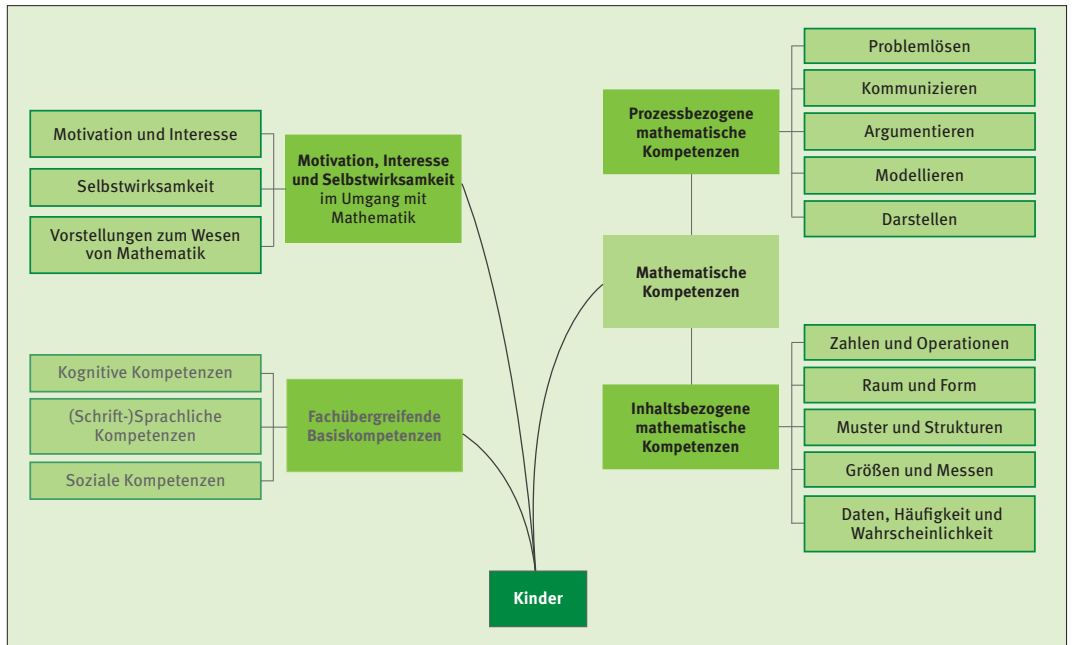 Motivation und Interesse
Selbstwirksamkeit
Vorstellungen zum Wesen
von Mathematik
Motivation, Interesse
und Selbstwirksamkeit
im Umgang mit
Mathematik
Kognitive Kompetenzen
(Schrift-)Sprachliche
Kompetenzen
Soziale Kompetenzen
Fachübergreifende
Basiskompetenzen
Prozessbezogene
mathematische
Kompetenzen
Problemlösen
Kommunizieren
Argumentieren
Modellieren
Darstellen
Mathematische
Kompetenzen
Inhaltsbezogene
mathematische
Kompetenzen
Zahlen und Operationen
Raum und Form
Muster und Strukturen
Größen und Messen
Daten, Häufigkeit und
Wahrscheinlichkeit
Kinder